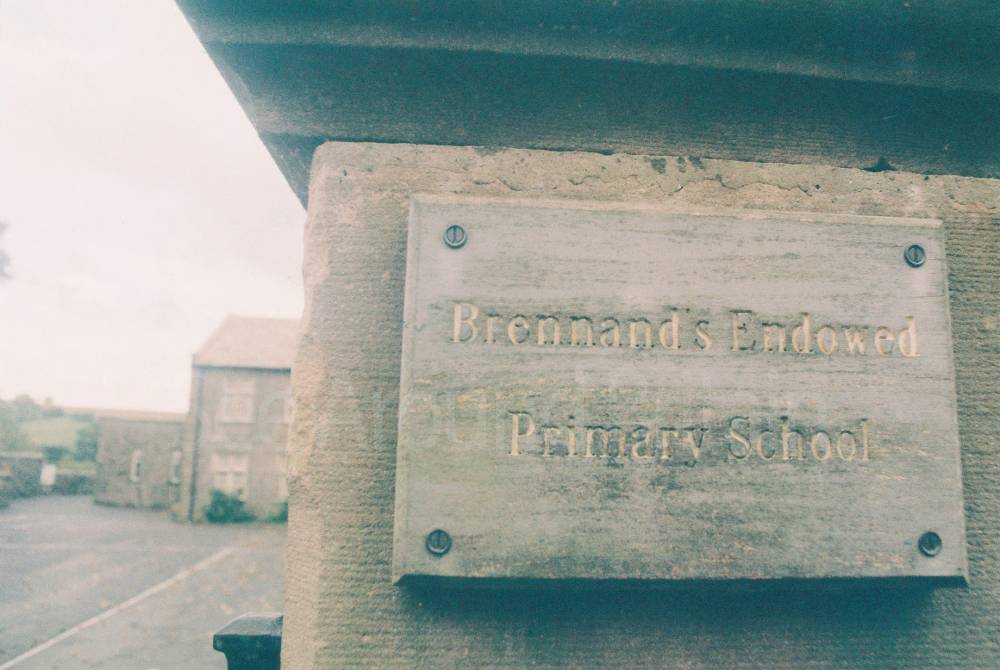 Brennand's Endowed
Primary School